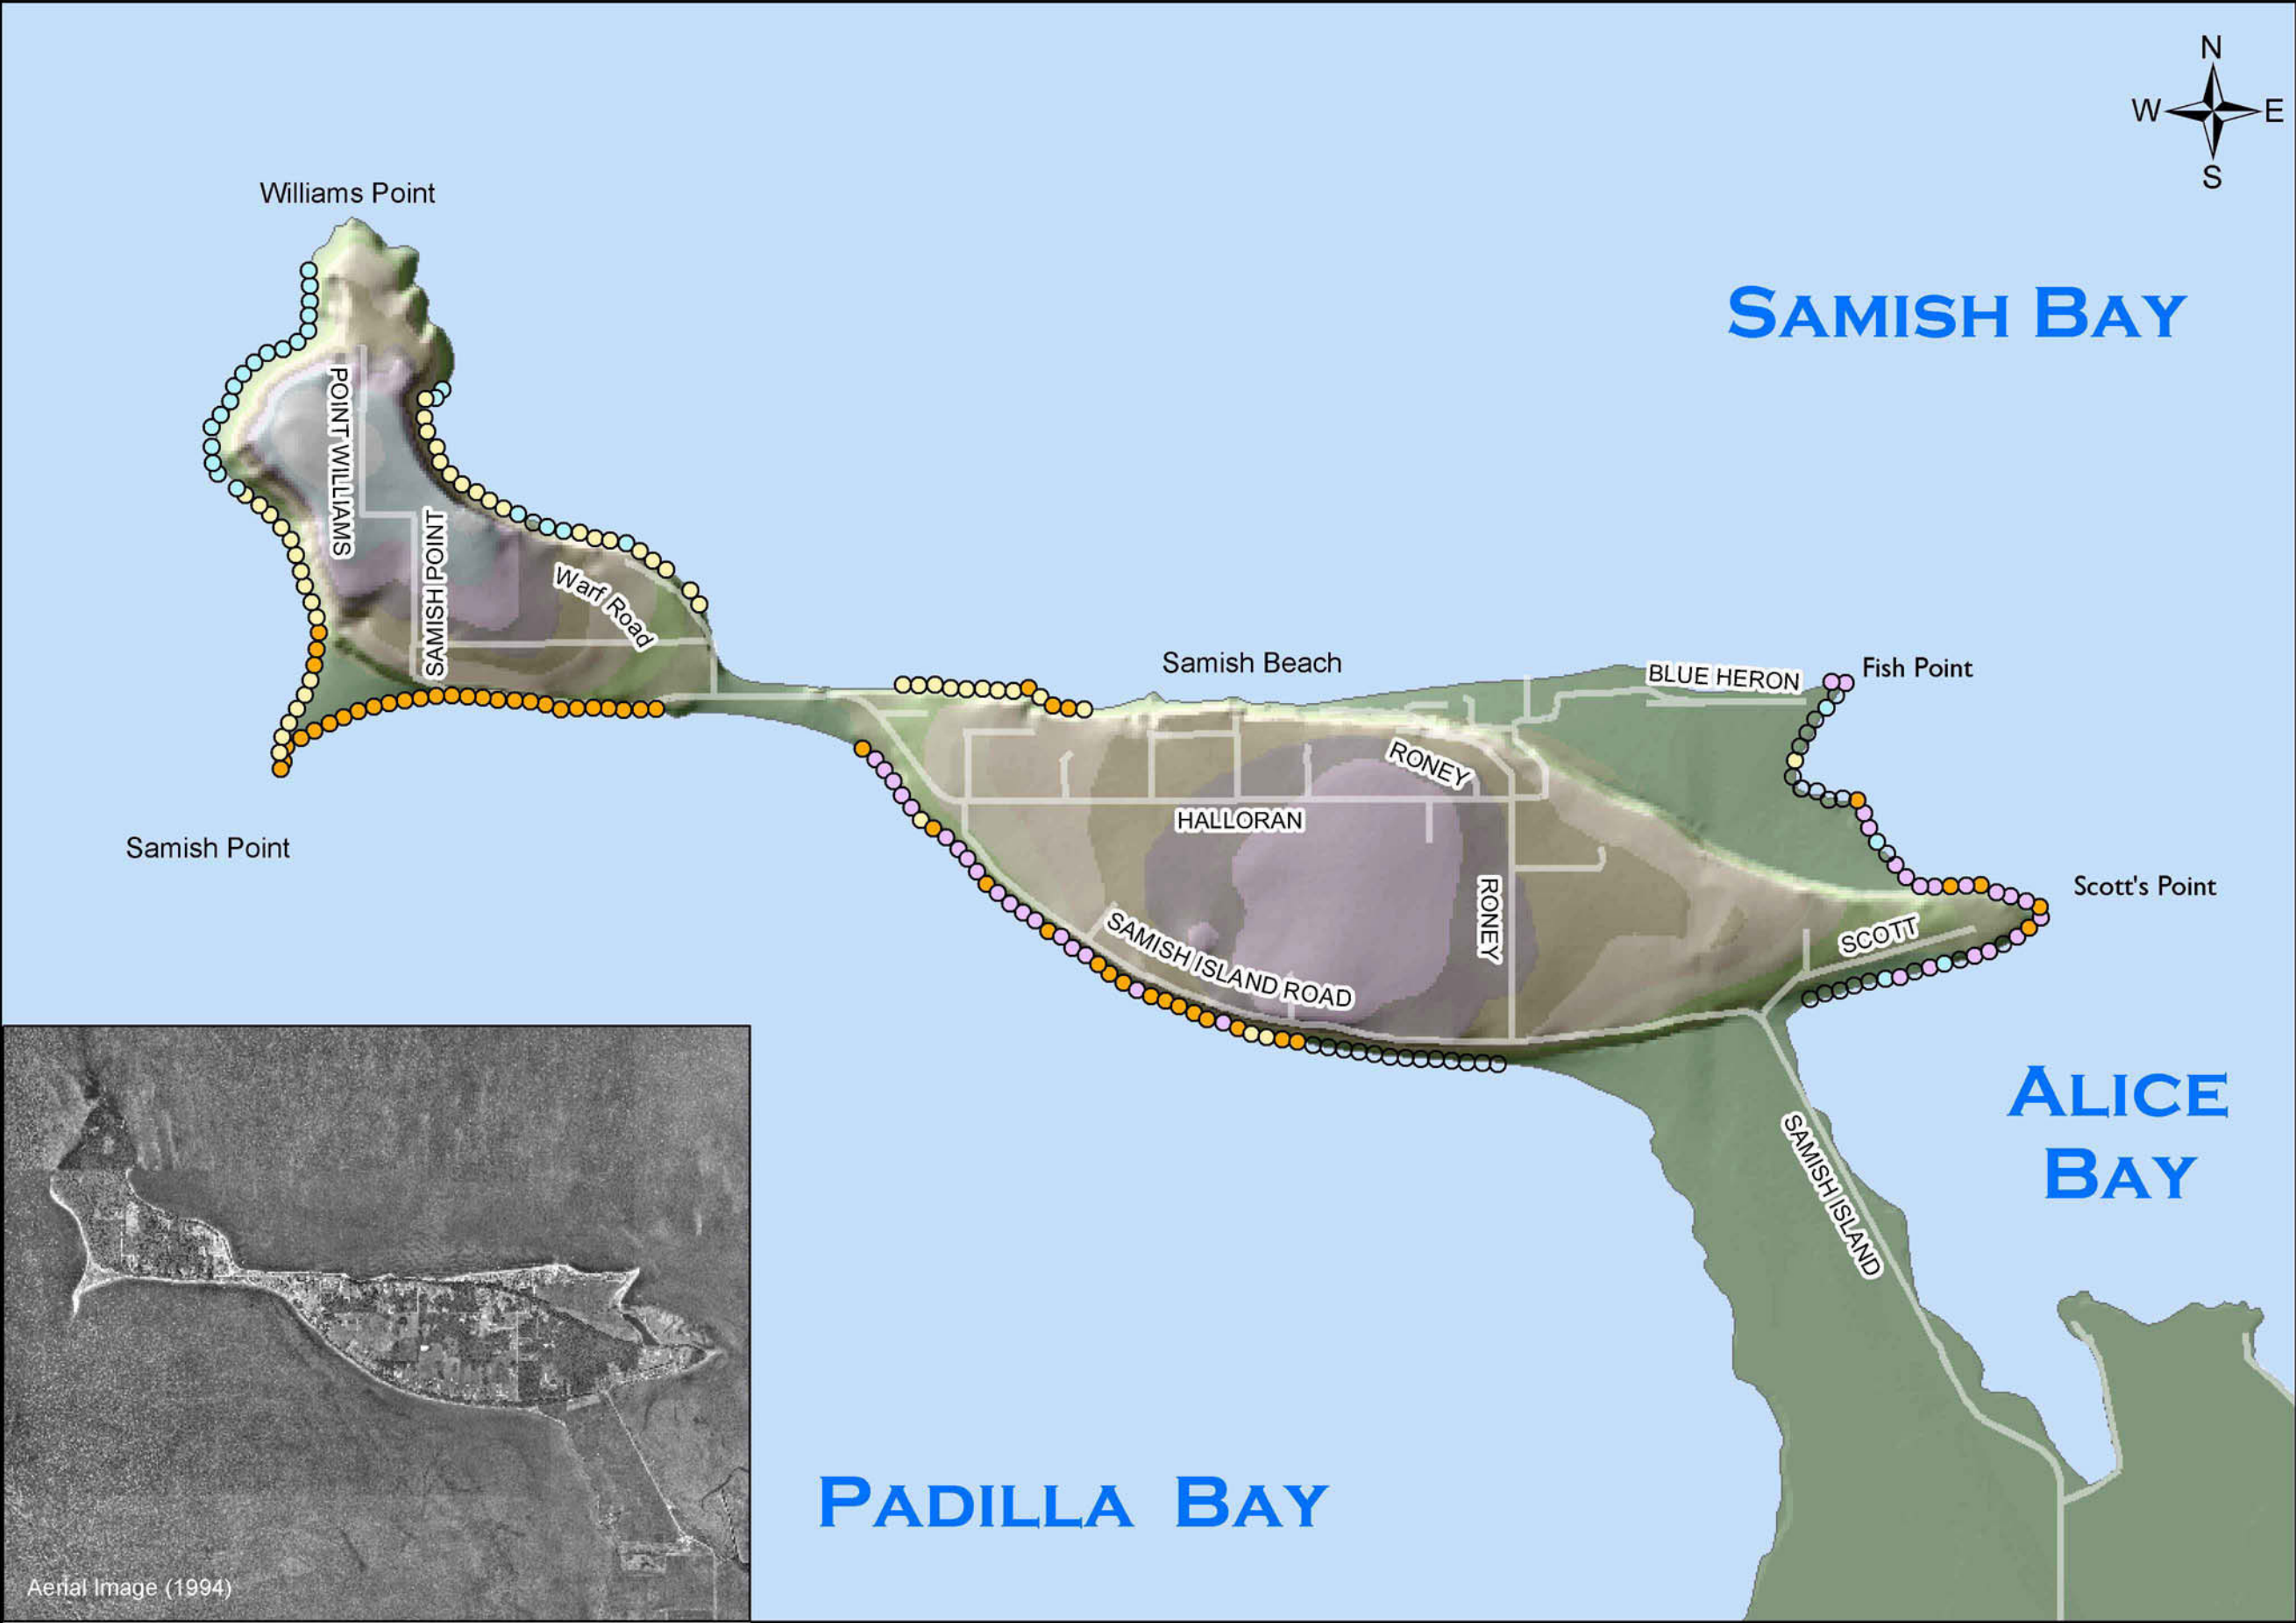 N
W E
S
Williams Point
SAMISH BAY
POINT WILLIAMS
SAMISH POINT
Warf Road
Samish Beach
BLUE HERON
Fish Point
RONEY
HALLORAN
Samish Point
RONEY
Scott's Point
SCOTT
SAMISH ISLAND ROAD
ALICE
BAY
SAMISH ISLAND
PADILLA BAY
Aerial Image (1994)